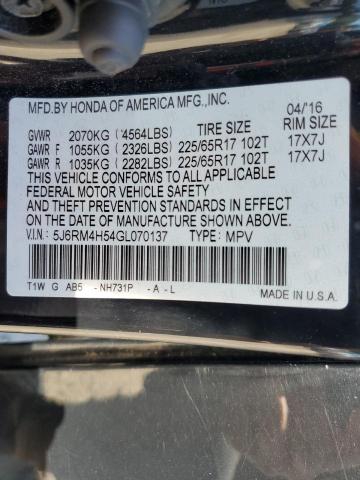 MFD.BY HONDA OF AMERICA MFG.,INC. 04/'16
GVWR 2070KG ('4564LBS) TIRE SIZE RIM SIZE
GAWR F 1055KG (2326LBS) 225/65R17 102T 17X7J
GAWR R 1035KG (2282LBS) 225/65R17 102T 17X7J
THIS VEHICLE CONFORMS TO ALL APPLICABLE
FEDERAL MOTOR VEHICLE SAFETY
AND THEFT PREVENTION STANDARDS IN EFFECT
ON THE DATE OF MANUFACTURE SHOWN ABOVE.
V.I.N. 5J6RM4H54GL070137 TYPE: MPV
T1W G AB5 -NH731P -A-L
MADE IN U.S.A.